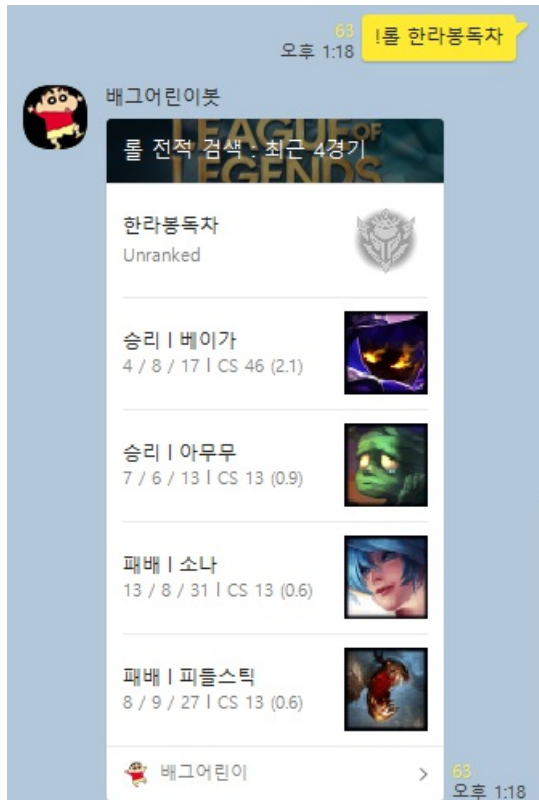 63
오후 1:18
!롤 한라봉독차
배그어린이봇
LEAGUE OF
LEGENDS
롤 전적 검색 : 최근 4경기
한라봉독차
Unranked
승리 | 베이가
4 / 8 / 17 | CS 46 (2.1)
승리 | 아무무
7 / 6 / 13 | CS 13 (0.9)
패배 | 소나
13 / 8 / 31 | CS 13 (0.6)
패배 | 피들스틱
8 / 9 / 27 | CS 13 (0.6)
배그어린이
63
오후 1:18